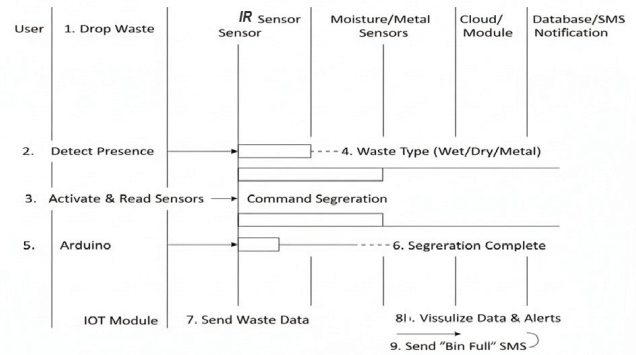 User
1. Drop Waste
IR Sensor
Sensor
Moisture/Metal
Sensors
Cloud/
Module
Database/SMS
Notification
2. Detect Presence
4. Waste Type (Wet/Dry/Metal)
3. Activate & Read Sensors
Command Segreration
5. Arduino
6. Segreration Complete
IOT Module
7. Send Waste Data
Vissulize Data & Alerts
9. Send "Bin Full" SMS